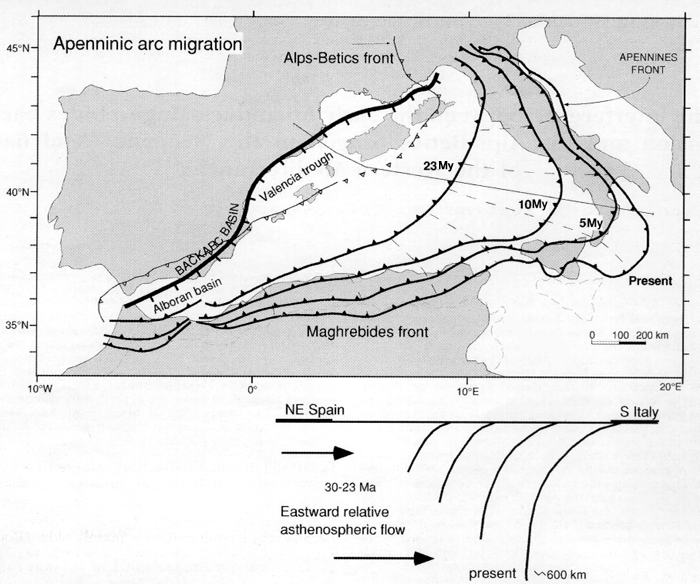 45°N
Apenninic arc migration
Alps-Betics front
APENNINES
FRONT
Valencia trough
23 My
40°N
10My
5My
BACKARC BASIN
Present
Alboran basin
35°N
Maghrebides front
0 100 200 km
10°W
0°
10°E
20°E
NE Spain
S Italy
30-23 Ma
Eastward relative
asthenospheric flow
present
~600 km